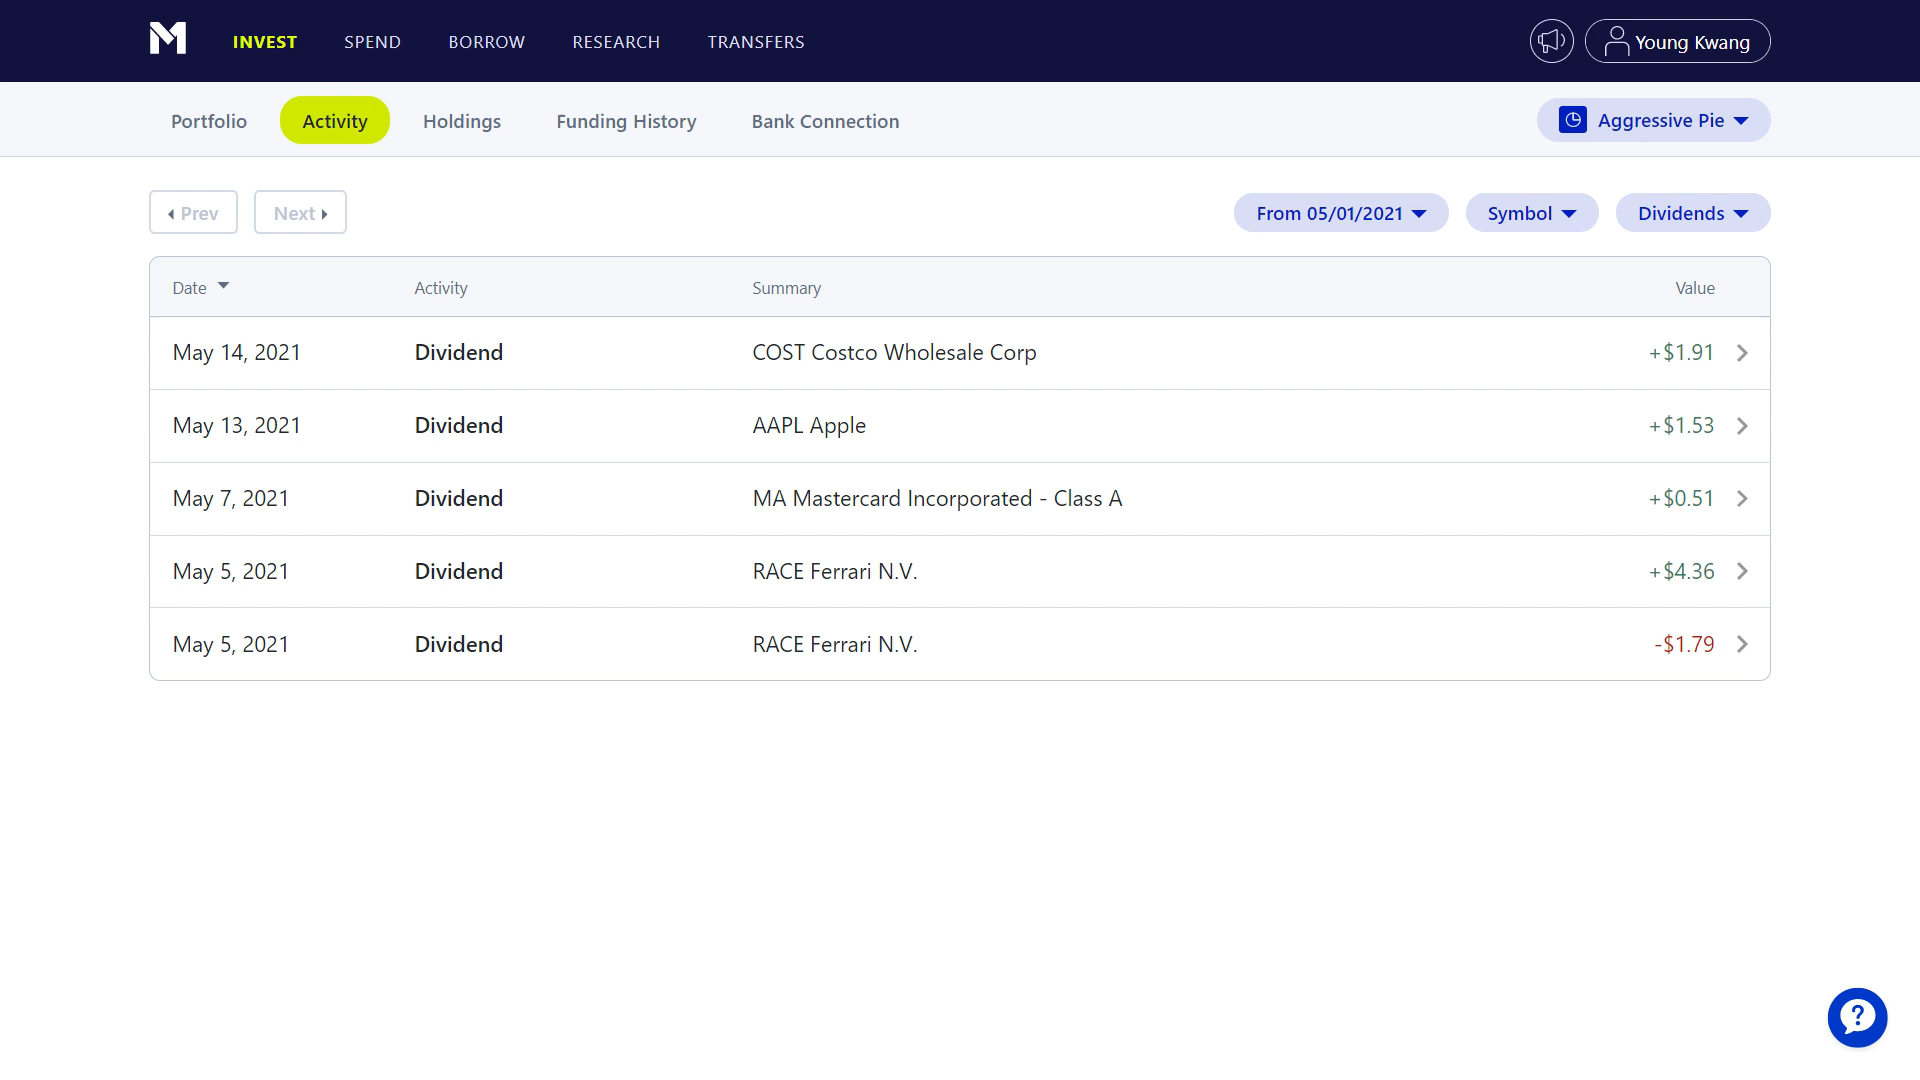 M INVEST SPEND BORROW RESEARCH TRANSFERS Young Kwang
Portfolio Activity Holdings Funding History Bank Connection Aggressive Pie
Prev Next From 05/01/2021 Symbol Dividends
Date Activity Summary Value
May 14, 2021 Dividend COST Costco Wholesale Corp +$1.91
May 13, 2021 Dividend AAPL Apple +$1.53
May 7, 2021 Dividend MA Mastercard Incorporated - Class A +$0.51
May 5, 2021 Dividend RACE Ferrari N.V. +$4.36
May 5, 2021 Dividend RACE Ferrari N.V. -$1.79
?